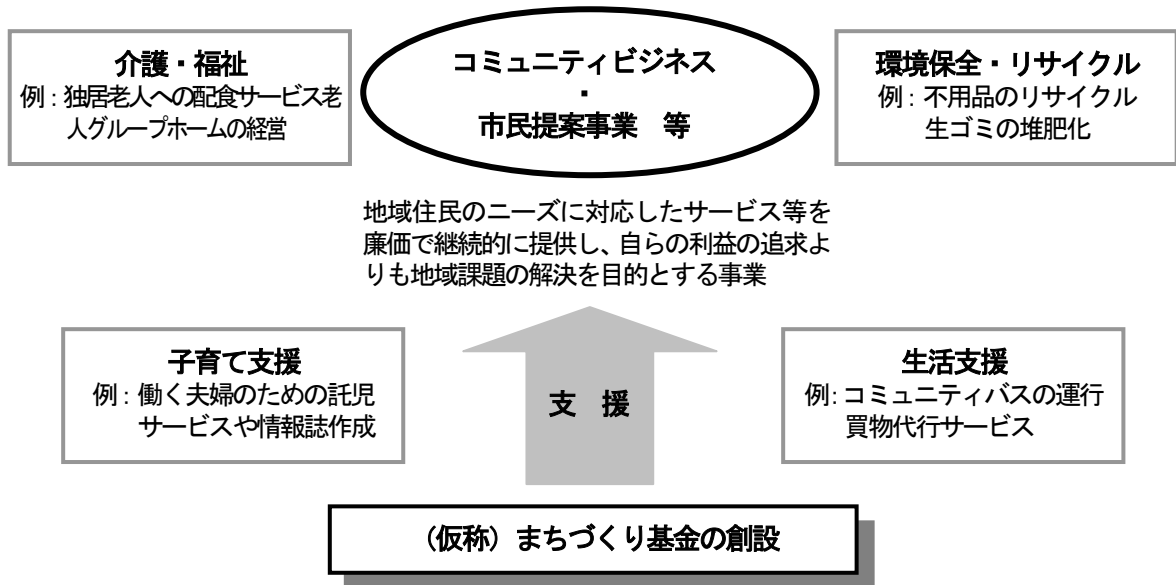 介護・福祉
例：独居老人への配食サービス老
人グループホームの経営
コミュニティビジネス
・
市民提案事業　等
環境保全・リサイクル
例：不用品のリサイクル
生ゴミの堆肥化
地域住民のニーズに対応したサービス等を
廉価で継続的に提供し、自らの利益の追求よ
りも地域課題の解決を目的とする事業
子育て支援
例：働く夫婦のための託児
サービスや情報誌作成
支　援
生活支援
例：コミュニティバスの運行
買物代行サービス
（仮称）まちづくり基金の創設